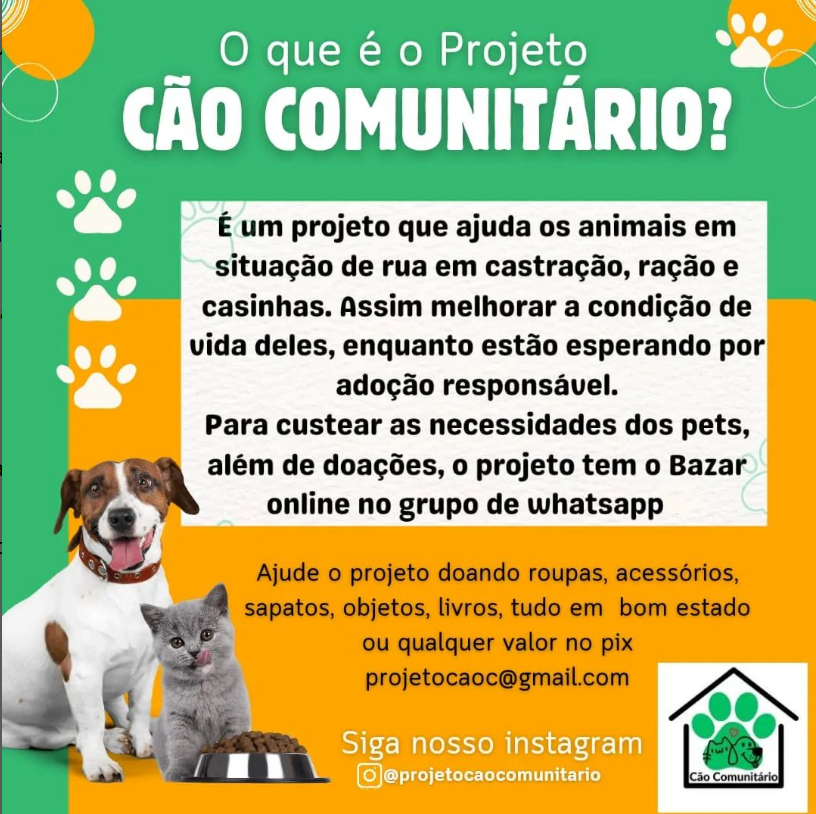 O que é o Projeto
CÃO COMUNITÁRIO?
É um projeto que ajuda os animais em
situação de rua em castração, ração e
casinhas. Assim melhorar a condição de
vida deles, enquanto estão esperando por
adoção responsável.
Para custear as necessidades dos pets,
além de doações, o projeto tem o Bazar
online no grupo de whatsapp
Ajude o projeto doando roupas, acessórios,
sapatos, objetos, livros, tudo em bom estado
ou qualquer valor no pix
projetocaoc@gmail.com
Siga nosso instagram
@projetocaocomunitario
Cão Comunitário